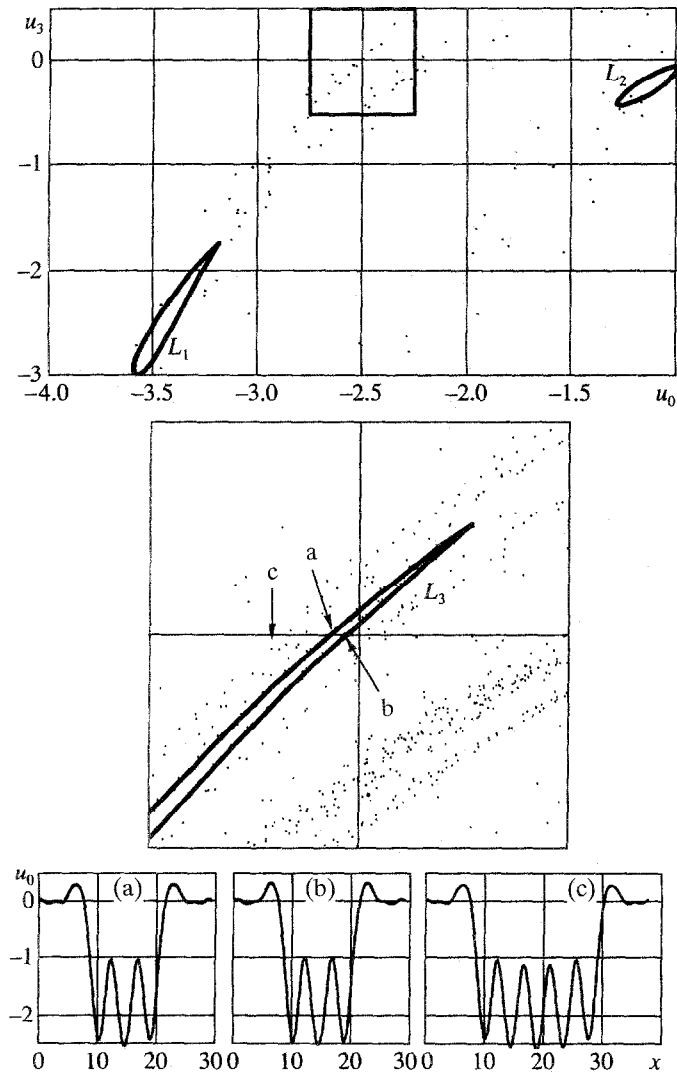 u₃
0
L₂
–1
–2
L₁
–3
–4.0 –3.5 –3.0 –2.5 –2.0 –1.5 u₀
a
c
L₃
b
u₀ (a) (b) (c)
0
–1
–2
0 10 20 30 0 10 20 30 0 10 20 30 x